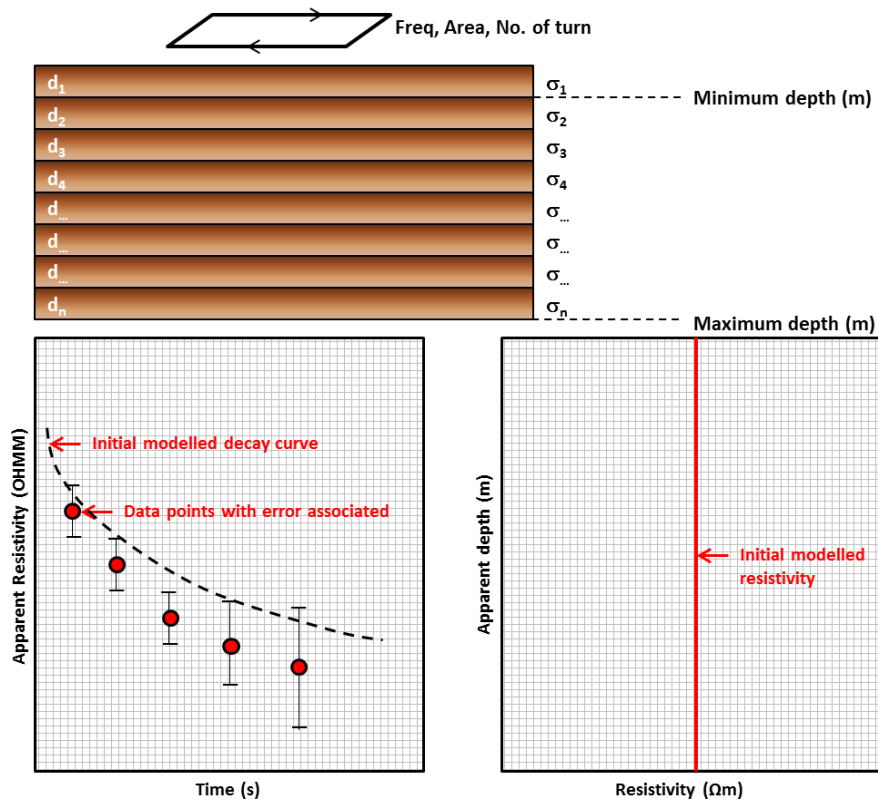 Freq, Area, No. of turn
d1 σ1
Minimum depth (m)
d2 σ2
d3 σ3
d4 σ4
d... σ...
d... σ...
d... σ...
dn σn
Maximum depth (m)
Apparent Resistivity (OHMM)
Initial modelled decay curve
Data points with error associated
Time (s)
Apparent depth (m)
Initial modelled
resistivity
Resistivity (Ωm)